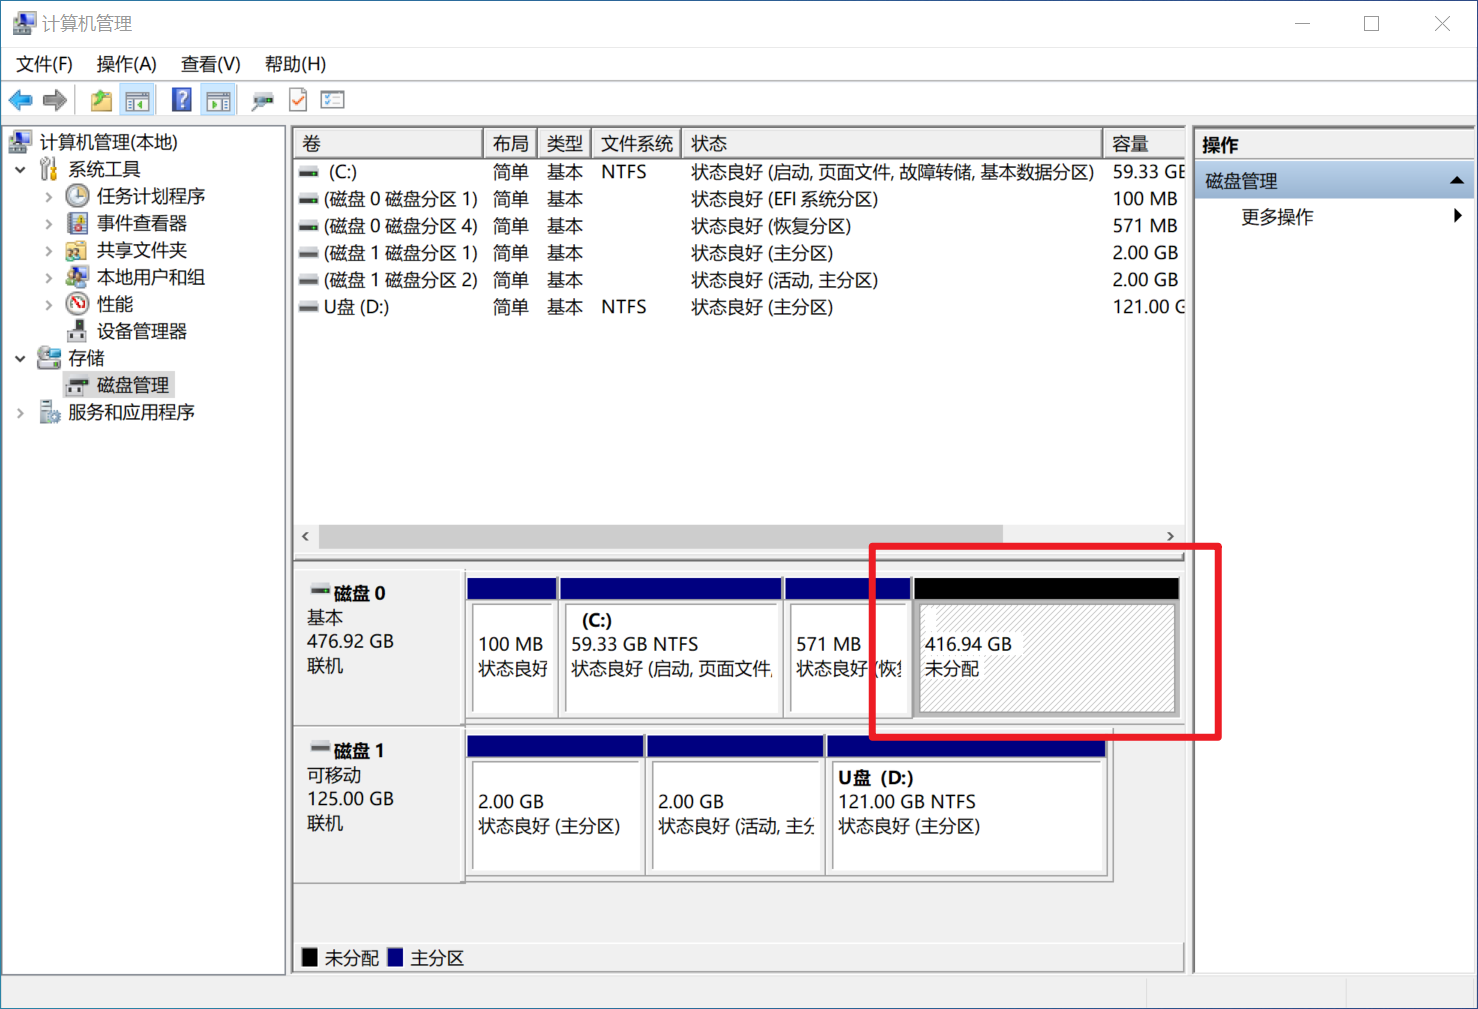 计算机管理
文件(F) 操作(A) 查看(V) 帮助(H)
计算机管理(本地)
系统工具
任务计划程序
事件查看器
共享文件夹
本地用户和组
性能
设备管理器
存储
磁盘管理
服务和应用程序
卷 布局 类型 文件系统 状态 容量
(C:) 简单 基本 NTFS 状态良好 (启动, 页面文件, 故障转储, 基本数据分区) 59.33 GB
(磁盘 0 磁盘分区 1) 简单 基本 状态良好 (EFI 系统分区) 100 MB
(磁盘 0 磁盘分区 4) 简单 基本 状态良好 (恢复分区) 571 MB
(磁盘 1 磁盘分区 1) 简单 基本 状态良好 (主分区) 2.00 GB
(磁盘 1 磁盘分区 2) 简单 基本 状态良好 (活动, 主分区) 2.00 GB
U盘 (D:) 简单 基本 NTFS 状态良好 (主分区) 121.00 G
操作
磁盘管理
更多操作
磁盘 0
基本
476.92 GB
联机
100 MB
状态良好
(C:)
59.33 GB NTFS
状态良好 (启动, 页面文件,
571 MB
状态良好 (恢
416.94 GB
未分配
磁盘 1
可移动
125.00 GB
联机
2.00 GB
状态良好 (主分区)
2.00 GB
状态良好 (活动, 主分
U盘 (D:)
121.00 GB NTFS
状态良好 (主分区)
未分配 主分区